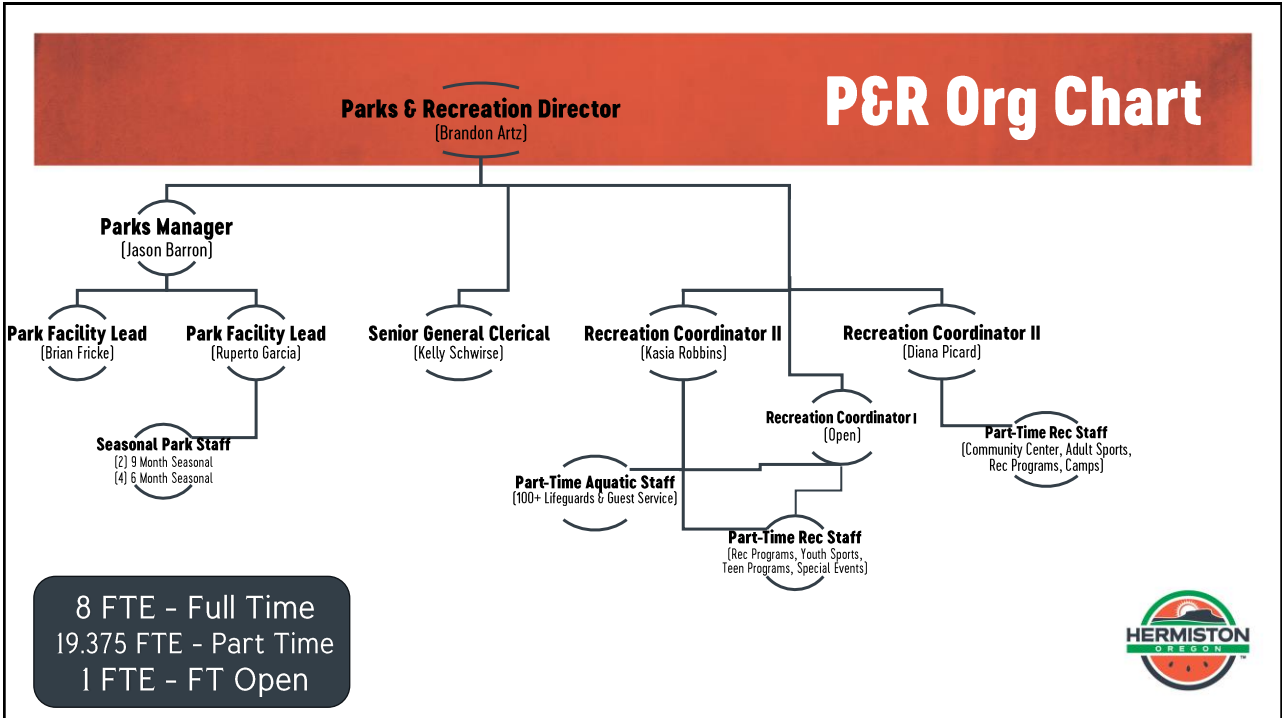 P&R Org Chart
Parks & Recreation Director
(Brandon Artz)
Parks Manager
(Jason Barron)
Park Facility Lead
(Brian Fricke)
Park Facility Lead
(Ruperto Garcia)
Senior General Clerical
(Kelly Schwirse)
Recreation Coordinator II
(Kasia Robbins)
Recreation Coordinator II
(Diana Picard)
Recreation Coordinator I
(Open)
Seasonal Park Staff
(2) 9 Month Seasonal
(4) 6 Month Seasonal
Part-Time Aquatic Staff
(100+ Lifeguards & Guest Service)
Part-Time Rec Staff
(Rec Programs, Youth Sports,
Teen Programs, Special Events)
Part-Time Rec Staff
(Community Center, Adult Sports,
Rec Programs, Camps)
8 FTE - Full Time
19.375 FTE - Part Time
1 FTE - FT Open
HERMISTON
OREGON
TM